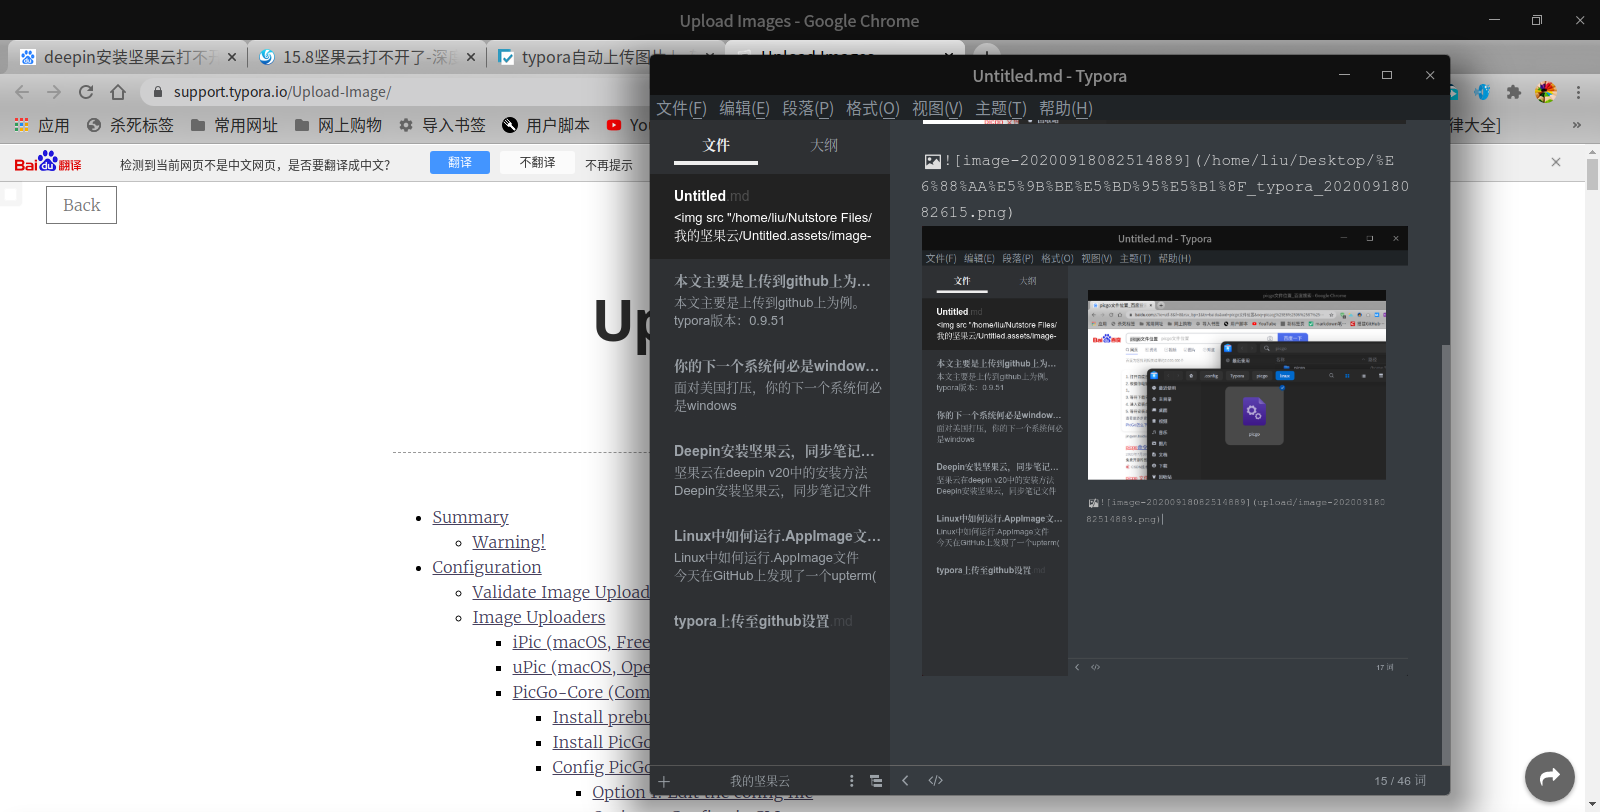 Upload Images - Google Chrome
deepin安装坚果云打不开
15.8坚果云打不开了-深度
typora自动上传图片
Upload Images
support.typora.io/Upload-Image/
应用
杀死标签
常用网址
网上购物
导入书签
用户脚本
You
律大全]
»
Baidu翻译
检测到当前网页不是中文网页，是否要翻译成中文?
翻译
不翻译
不再提示
Back
Up
Summary
Warning!
Configuration
Validate Image Upload
Image Uploaders
iPic (macOS, Free
uPic (macOS, Ope
PicGo-Core (Com
Install prebu
Install PicGo
Config PicGo
Option 1: Edit the config file
Untitled.md - Typora
文件(F) 编辑(E) 段落(P) 格式(O) 视图(V) 主题(T) 帮助(H)
文件
大纲
Untitled.md
<img src "/home/liu/Nutstore Files/
我的坚果云/Untitled.assets/image-
本文主要是上传到github上为...
本文主要是上传到github上为例。
typora版本：0.9.51
你的下一个系统何必是window...
面对美国打压，你的下一个系统何必
是windows
Deepin安装坚果云，同步笔记...
坚果云在deepin v20中的安装方法
Deepin安装坚果云，同步笔记文件
Linux中如何运行.AppImage文...
Linux中如何运行.AppImage文件
今天在GitHub上发现了一个upterm(
typora上传至github设置.md
我的坚果云
![image-20200918082514889](/home/liu/Desktop/%E
6%88%AA%E5%9B%BE%E5%BD%95%E5%B1%8F_typora_202009180
82615.png)
Untitled.md - Typora
文件(F) 编辑(E) 段落(P) 格式(O) 视图(V) 主题(T) 帮助(H)
文件
大纲
Untitled.md
<img src "/home/liu/Nutstore Files/
我的坚果云/Untitled.assets/image-
本文主要是上传到github上为...
本文主要是上传到github上为例。
typora版本：0.9.51
你的下一个系统何必是window...
面对美国打压，你的下一个系统何必
是windows
Deepin安装坚果云，同步笔记...
坚果云在deepin v20中的安装方法
Deepin安装坚果云，同步笔记文件
Linux中如何运行.AppImage文...
Linux中如何运行.AppImage文件
今天在GitHub上发现了一个upterm(
typora上传至github设置.md
.config
Typora
picgo
linux
picgo
![image-20200918082514889](upload/image-202009180
82514889.png)
17 词
15 / 46 词